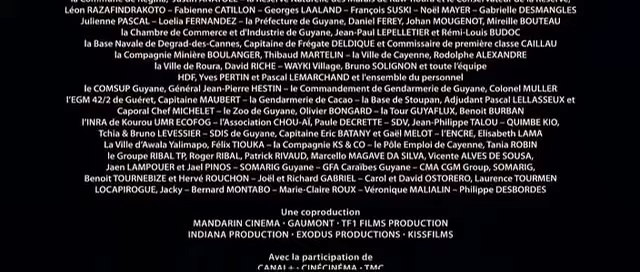 Léon RAZAFINDRAKOTO – Fabienne CATILLON – Georges LAALAND – François SUSKI – Noël MAYER – Gabrielle DESMANGLES
Julienne PASCAL – Loelia FERNANDEZ – la Préfecture de Guyane, Daniel FEREY, Johan MOUGENOT, Mireille BOUTEAU
la Chambre de Commerce et d'Industrie de Guyane, Jean-Paul LEPELLETIER et Rémi-Louis BUDOC
la Base Navale de Degrad-des-Cannes, Capitaine de Frégate DELDIQUE et Commissaire de première classe CAILLAU
la Compagnie Minière BOULANGER, Thibaut MARTELIN – la Ville de Cayenne, Rodolphe ALEXANDRE
la Ville de Roura, David RICHE – WAYKI Village, Bruno SOLIGNON et toute l'équipe
HDF, Yves PERTIN et Pascal LEMARCHAND et l'ensemble du personnel
le COMSUP Guyane, Général Jean-Pierre HESTIN – le Commandement de Gendarmerie de Guyane, Colonel MULLER
l'EGM 42/2 de Guéret, Capitaine MAUBERT – la Gendarmerie de Cacao – la Base de Stoupan, Adjudant Pascal LELLASSEUX et
Caporal Chef MICHELET – le Zoo de Guyane, Olivier BONGARD – la Tour GUYAFLUX, Benoit BURBAN
l'INRA de Kourou UMR ECOFOG – l'Association CHOU-AÏ, Paule DECRETTE – SDV, Jean-Philippe TALOU – QUIMBE KIO,
Tchia & Bruno LEVESSIER – SDIS de Guyane, Capitaine Eric BATANY et Gaël MELOT – l'ENCRE, Elisabeth LAMA
La Ville d'Awala Yalimapo, Félix TIOUKA – la Compagnie KS & CO – le Pôle Emploi de Cayenne, Tania ROBIN
le Groupe RIBAL TP, Roger RIBAL, Patrick RIVAUD, Marcello MAGAVE DA SILVA, Vicente ALVES DE SOUSA,
Jaen LAMPOUER et Jael PINOS – SOMARIG Guyane – GFA Caraïbes Guyane – CMA CGM Group, SOMARIG,
Benoit TOURNEBIZE et Hervé ROUCHON – Joël et Richard GABRIEL – Carol et David OSTORERO, Laurence TOURMEN
LOCAPIROGUE, Jacky – Bernard MONTABO – Marie-Claire ROUX – Véronique MALIALIN – Philippe DESBORDES
Une coproduction
MANDARIN CINEMA · GAUMONT · TF1 FILMS PRODUCTION
INDIANA PRODUCTION · EXODUS PRODUCTIONS · KISSFILMS
Avec la participation de
CANAL+ · CINÉCINÉMA · TMC